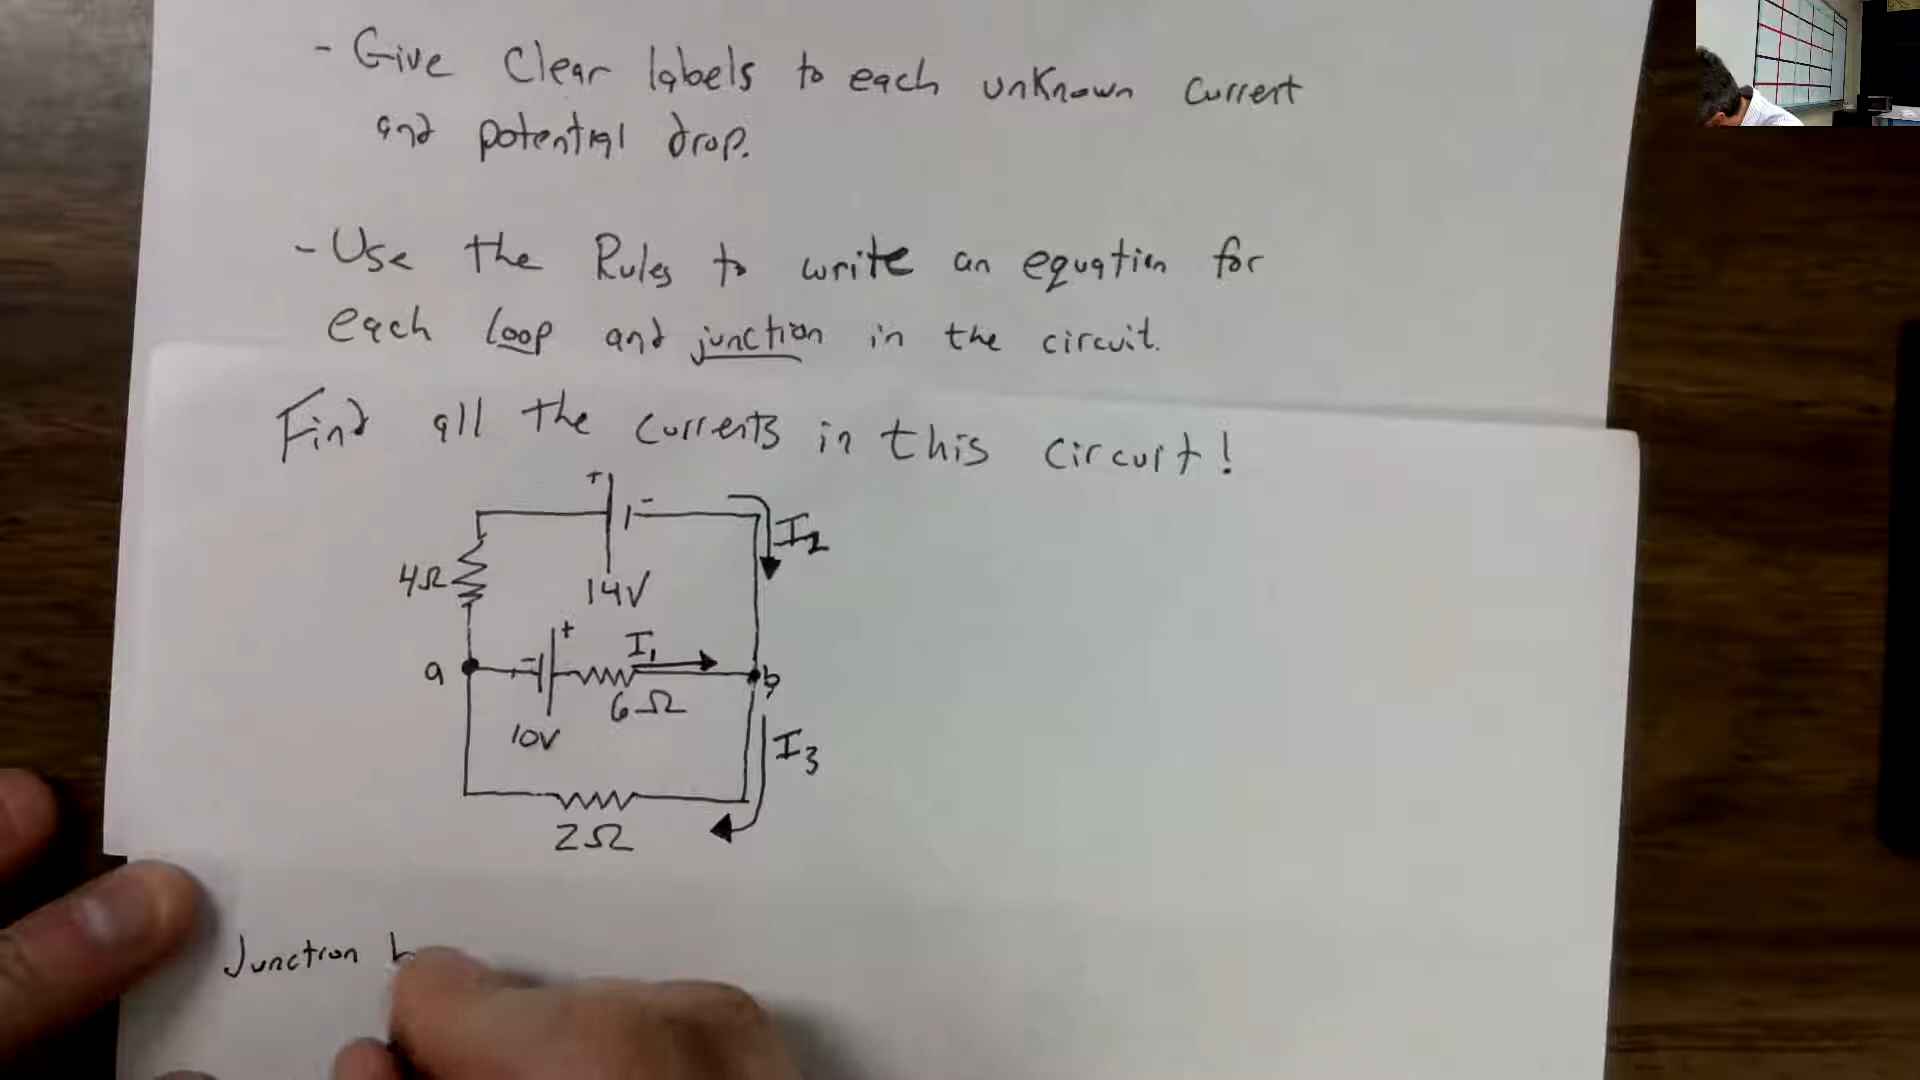 - Give Clear labels to each unknown current
and potential drop.
- Use the Rules to write an equation for
each loop and junction in the circuit.
Find all the currents in this circuit!
+ -
I2
4Ω
14V
+
I1
a - b
6Ω
10V
I3
2Ω
Junction b